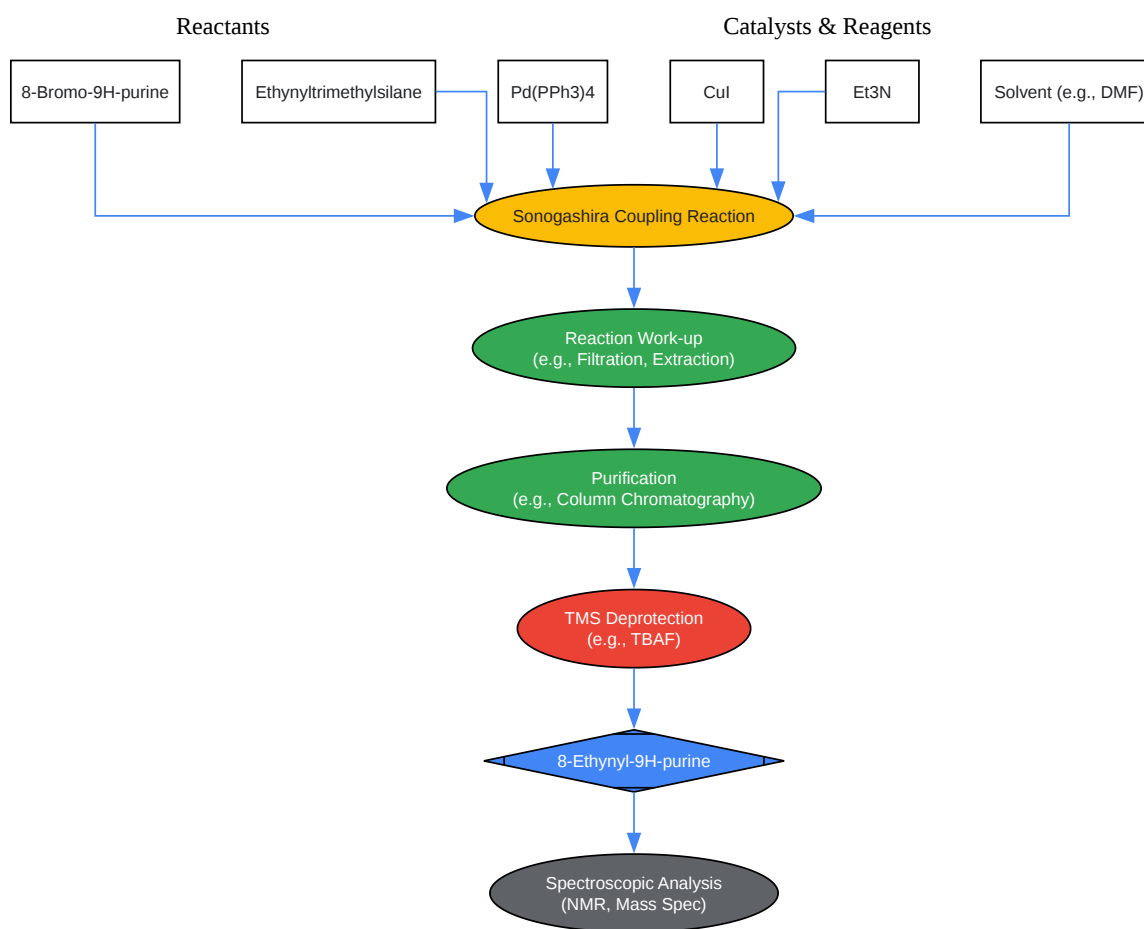 Reactants
Catalysts & Reagents
8-Bromo-9H-purine
Ethynyltrimethylsilane
Pd(PPh3)4
CuI
Et3N
Solvent (e.g., DMF)
Sonogashira Coupling Reaction
Reaction Work-up
(e.g., Filtration, Extraction)
Purification
(e.g., Column Chromatography)
TMS Deprotection
(e.g., TBAF)
8-Ethynyl-9H-purine
Spectroscopic Analysis
(NMR, Mass Spec)